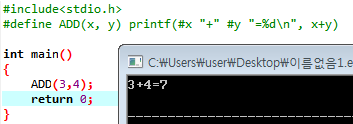 #include<stdio.h>
#define ADD(x, y) printf(#x "+" #y "=%d\n", x+y)
int main()
{
ADD(3,4);
return 0;
}
C:\Users\user\Desktop\이름없음1.e
3+4=7